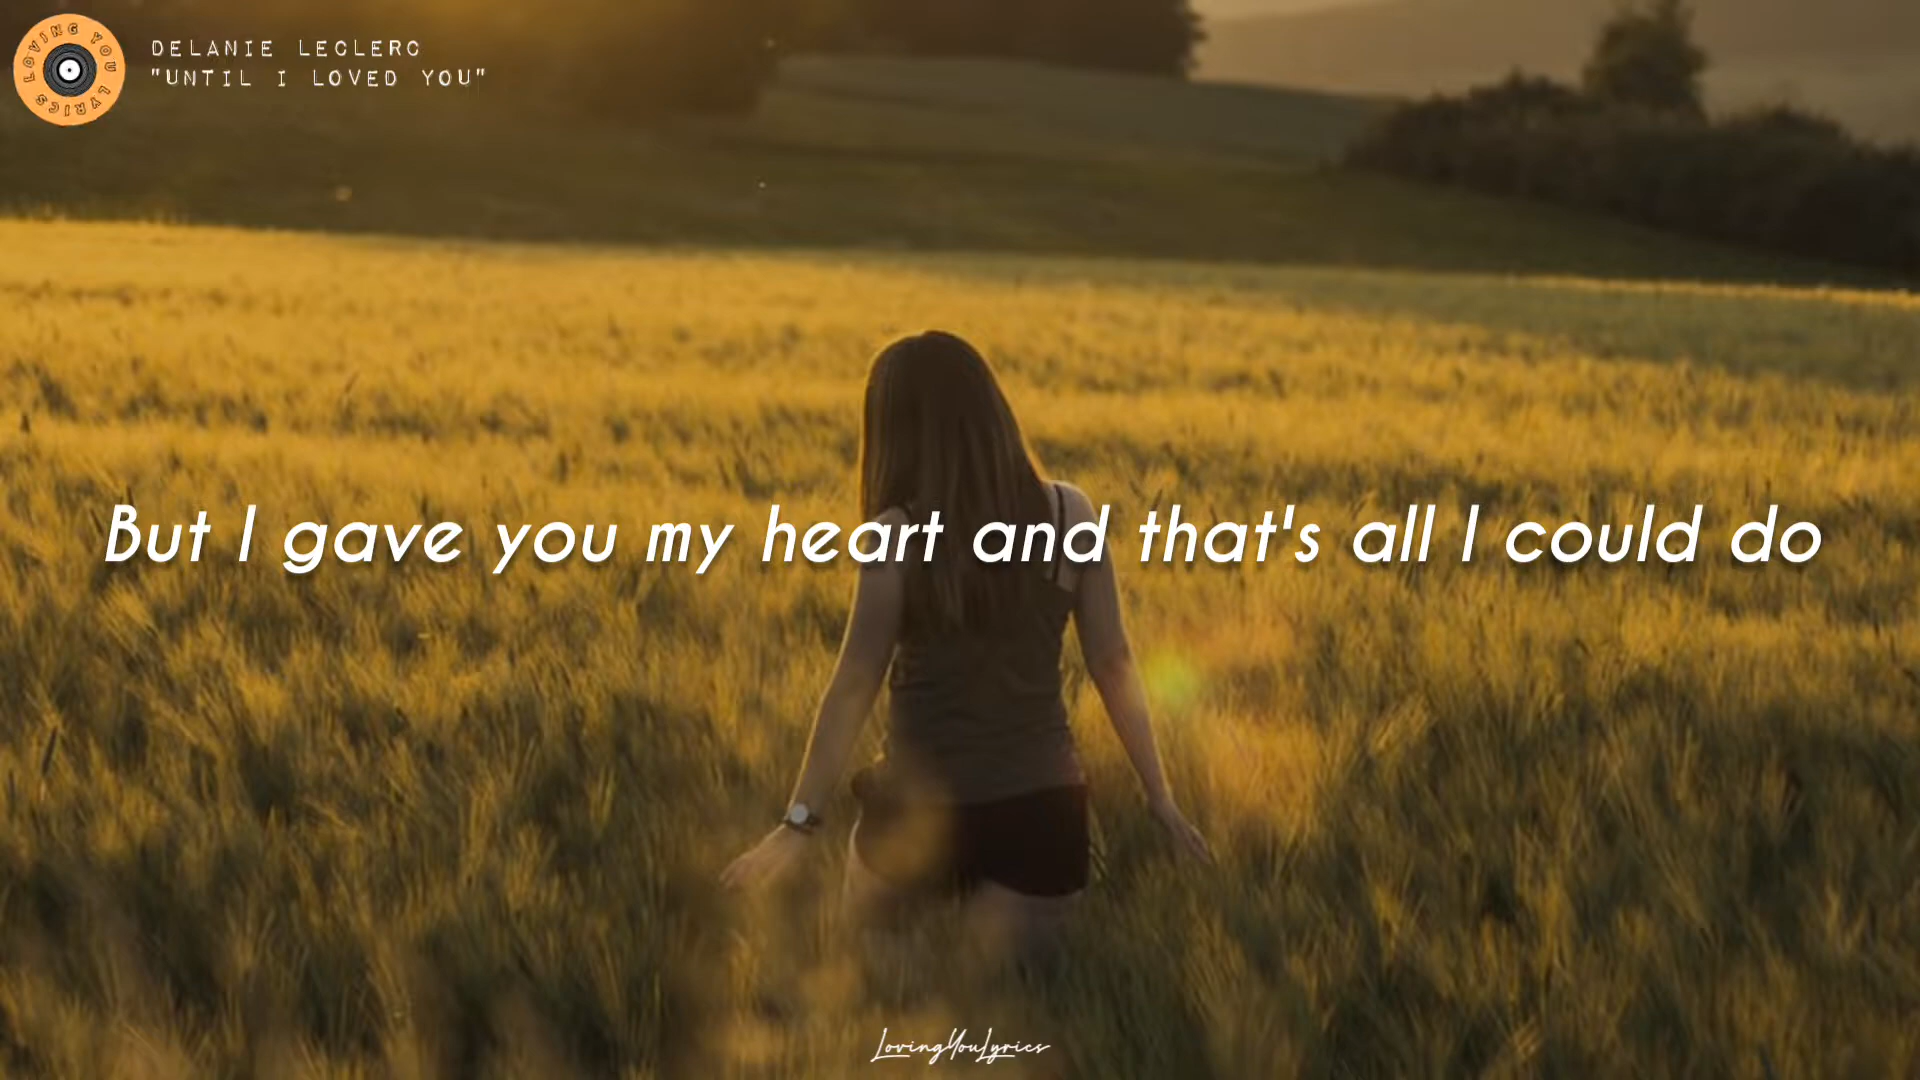 LOVING YOU LYRICS
DELANIE LECLERC
"UNTIL I LOVED YOU"
But I gave you my heart and that's all I could do
LovingYouLyrics